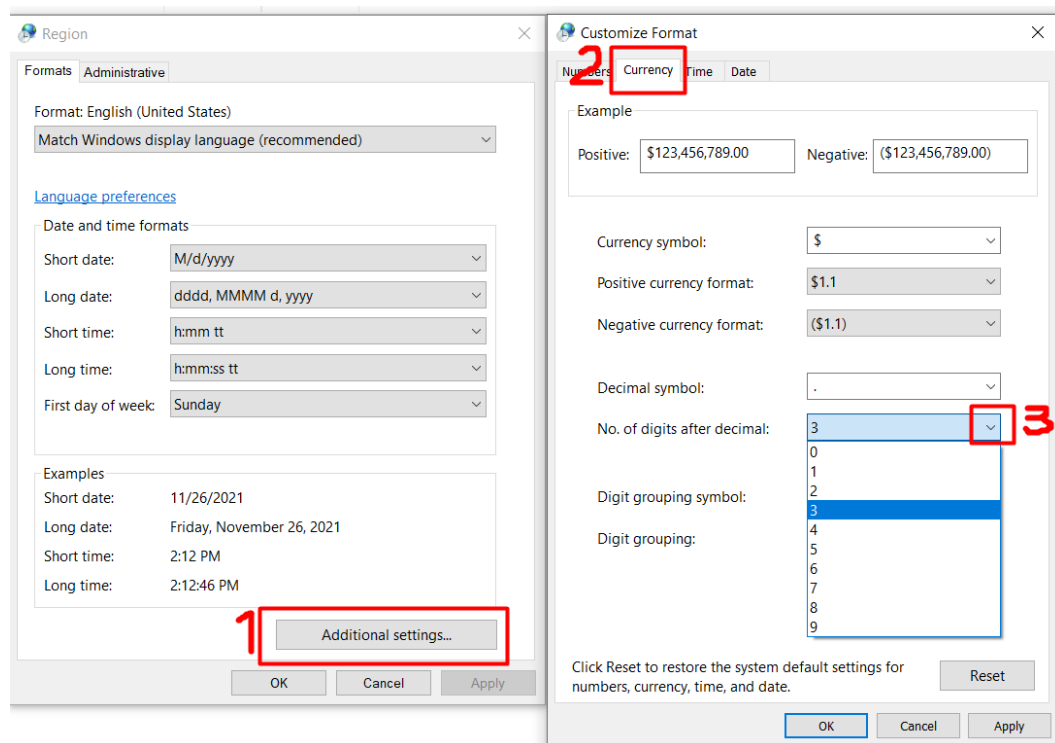 Region
Formats Administrative
Format: English (United States)
Match Windows display language (recommended)
Language preferences
Date and time formats
Short date: M/d/yyyy
Long date: dddd, MMMM d, yyyy
Short time: h:mm tt
Long time: h:mm:ss tt
First day of week: Sunday
Examples
Short date: 11/26/2021
Long date: Friday, November 26, 2021
Short time: 2:12 PM
Long time: 2:12:46 PM
1
Additional settings...
OK Cancel Apply
Customize Format
2
Numbers Currency Time Date
Example
Positive: $123,456,789.00 Negative: ($123,456,789.00)
Currency symbol: $
Positive currency format: $1.1
Negative currency format: ($1.1)
Decimal symbol: .
No. of digits after decimal: 3
3
0
1
2
3
4
5
6
7
8
9
Digit grouping symbol:
Digit grouping:
Click Reset to restore the system default settings for
numbers, currency, time, and date.
Reset
OK Cancel Apply